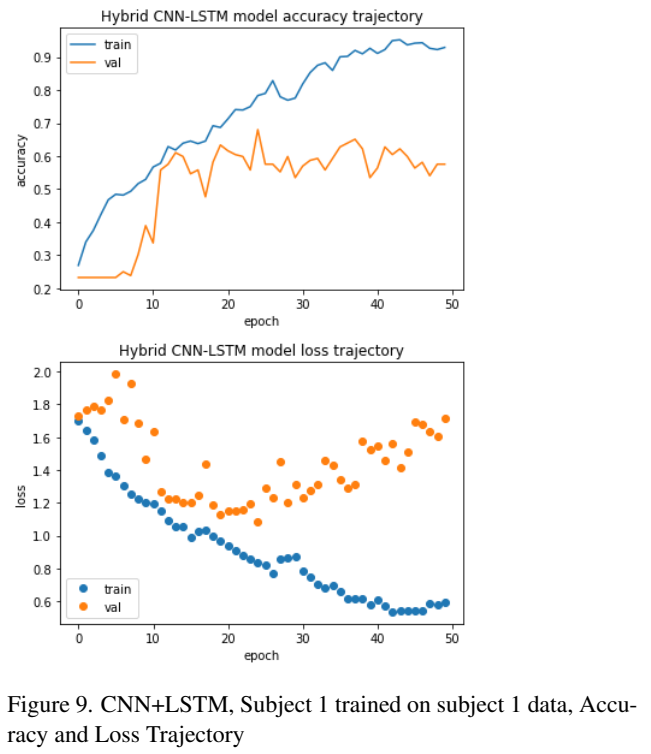 Hybrid CNN-LSTM model accuracy trajectory
train
val
0.9
0.8
0.7
0.6
0.5
0.4
0.3
0.2
accuracy
0 10 20 30 40 50
epoch
Hybrid CNN-LSTM model loss trajectory
2.0
1.8
1.6
1.4
1.2
1.0
0.8
0.6
loss
train
val
0 10 20 30 40 50
epoch
Figure 9. CNN+LSTM, Subject 1 trained on subject 1 data, Accu-
racy and Loss Trajectory